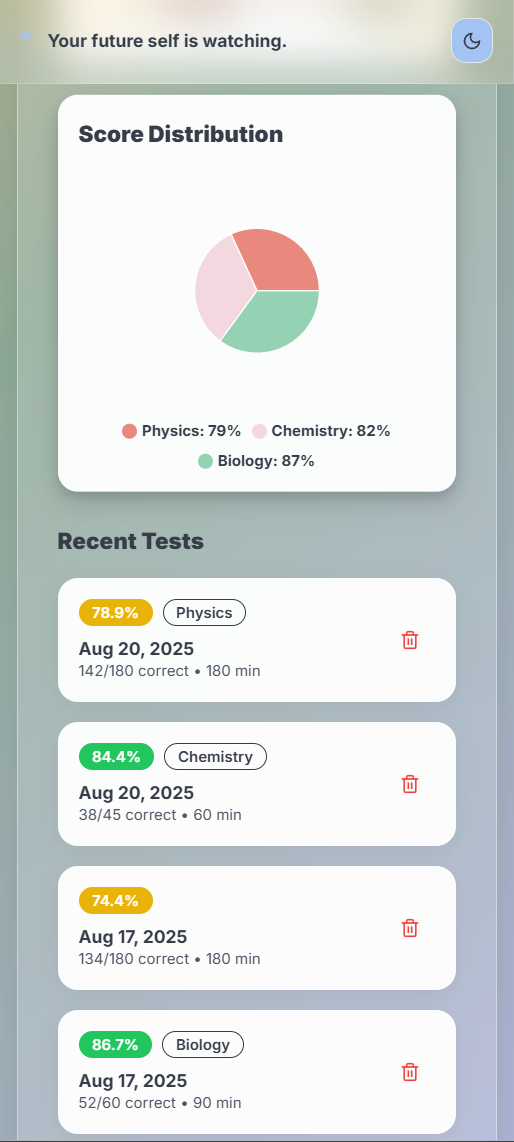 Your future self is watching.
Score Distribution
Physics: 79% Chemistry: 82%
Biology: 87%
Recent Tests
78.9% Physics
Aug 20, 2025
142/180 correct • 180 min
84.4% Chemistry
Aug 20, 2025
38/45 correct • 60 min
74.4%
Aug 17, 2025
134/180 correct • 180 min
86.7% Biology
Aug 17, 2025
52/60 correct • 90 min